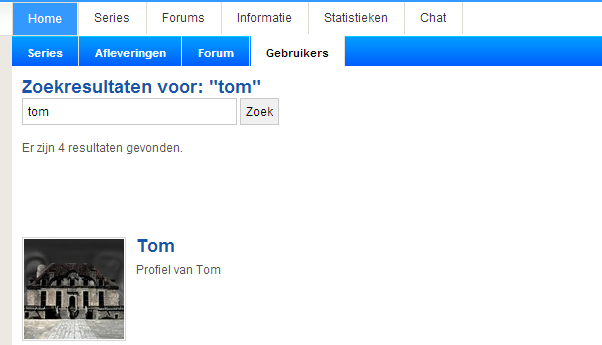 Home Series Forums Informatie Statistieken Chat
Series Afleveringen Forum Gebruikers
Zoekresultaten voor: "tom"
tom Zoek
Er zijn 4 resultaten gevonden.
Tom
Profiel van Tom